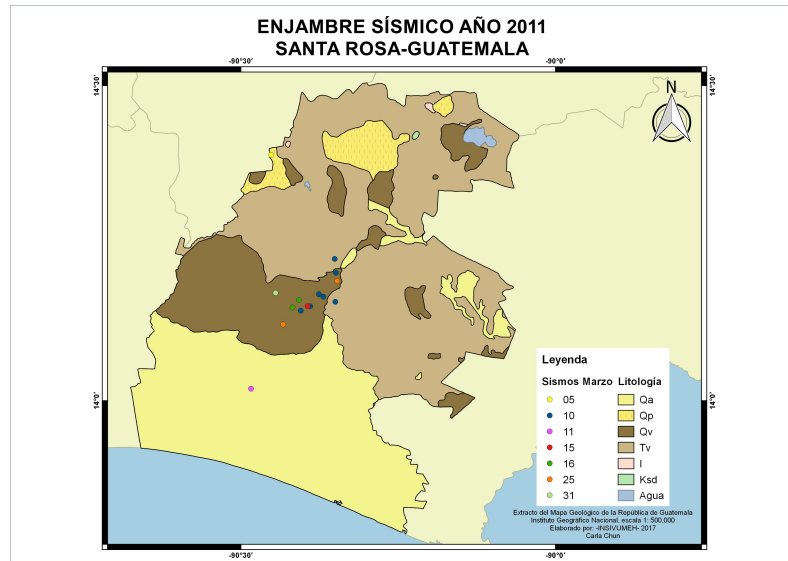 ENJAMBRE SÍSMICO AÑO 2011
SANTA ROSA-GUATEMALA
-90°30' -90°0'
14°30' 14°30'
N
14°0' 14°0'
Leyenda
Sismos Marzo Litología
05 Qa
10 Qp
11 Qv
15 Tv
16 I
25 Ksd
31 Agua
Extracto del Mapa Geológico de la República de Guatemala
Instituto Geográfico Nacional, escala 1: 500,000
Elaborado por: -INSIVUMEH- 2017
Carla Chun
-90°30' -90°0'